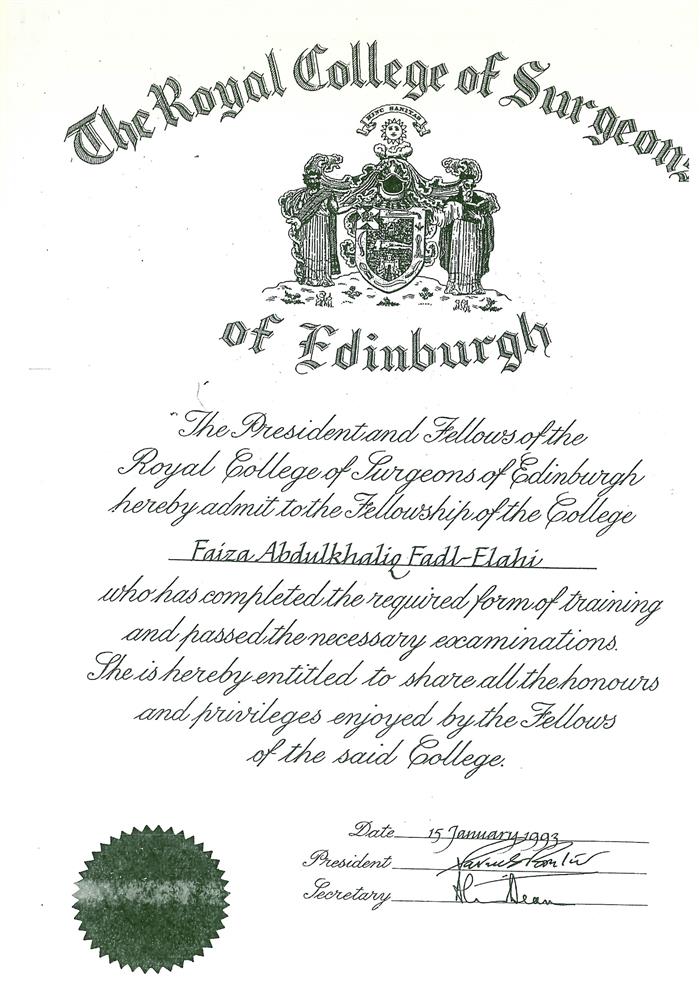 The Royal College of Surgeons
HINC SANITAS
of Edinburgh
The President and Fellows of the
Royal College of Surgeons of Edinburgh
hereby admit to the Fellowship of the College
Faiza Abdulkhaliq Fadl-Elahi
who has completed the required form of training
and passed the necessary examinations.
She is hereby entitled to share all the honours
and privileges enjoyed by the Fellows
of the said College.
Date 15 January 1993
President
Secretary